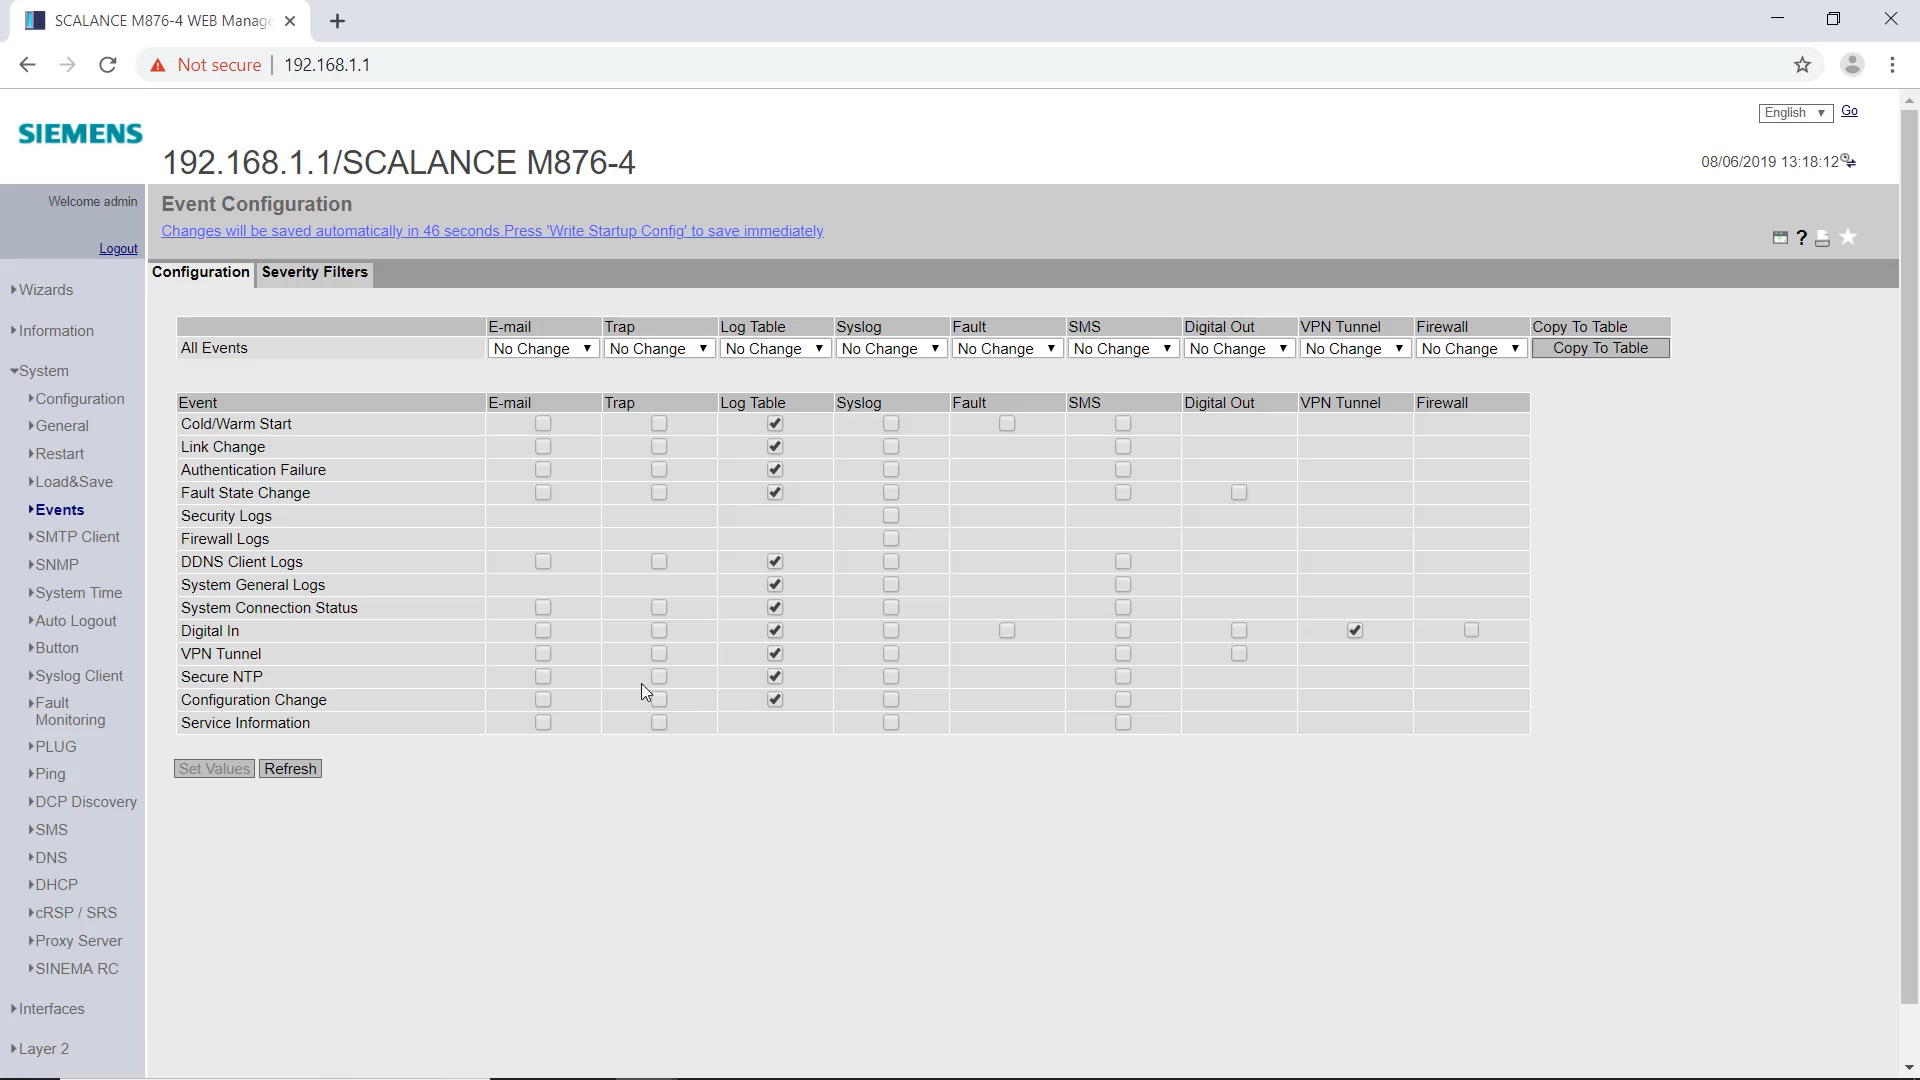 SCALANCE M876-4 WEB Manage
Not secure | 192.168.1.1
English Go
SIEMENS
192.168.1.1/SCALANCE M876-4
08/06/2019 13:18:12
Welcome admin
Logout
Event Configuration
Changes will be saved automatically in 46 seconds.Press 'Write Startup Config' to save immediately
Configuration Severity Filters
Wizards
Information
System
Configuration
General
Restart
Load&Save
Events
SMTP Client
SNMP
System Time
Auto Logout
Button
Syslog Client
Fault
Monitoring
PLUG
Ping
DCP Discovery
SMS
DNS
DHCP
cRSP / SRS
Proxy Server
SINEMA RC
Interfaces
Layer 2
E-mail Trap Log Table Syslog Fault SMS Digital Out VPN Tunnel Firewall Copy To Table
All Events No Change No Change No Change No Change No Change No Change No Change No Change No Change Copy To Table
Event E-mail Trap Log Table Syslog Fault SMS Digital Out VPN Tunnel Firewall
Cold/Warm Start
Link Change
Authentication Failure
Fault State Change
Security Logs
Firewall Logs
DDNS Client Logs
System General Logs
System Connection Status
Digital In
VPN Tunnel
Secure NTP
Configuration Change
Service Information
Set Values Refresh